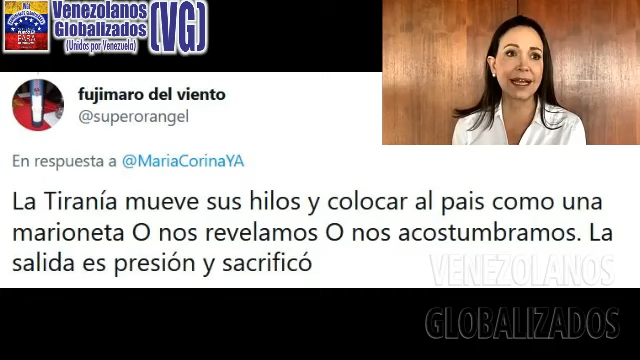 Venezolanos
Globalizados
(Unidos por Venezuela)
(VG)
fujimaro del viento
@superorangel
En respuesta a @MariaCorinaYA
La Tiranía mueve sus hilos y colocar al pais como una
marioneta O nos revelamos O nos acostumbramos. La
salida es presión y sacrificó
VENEZOLANOS
GLOBALIZADOS